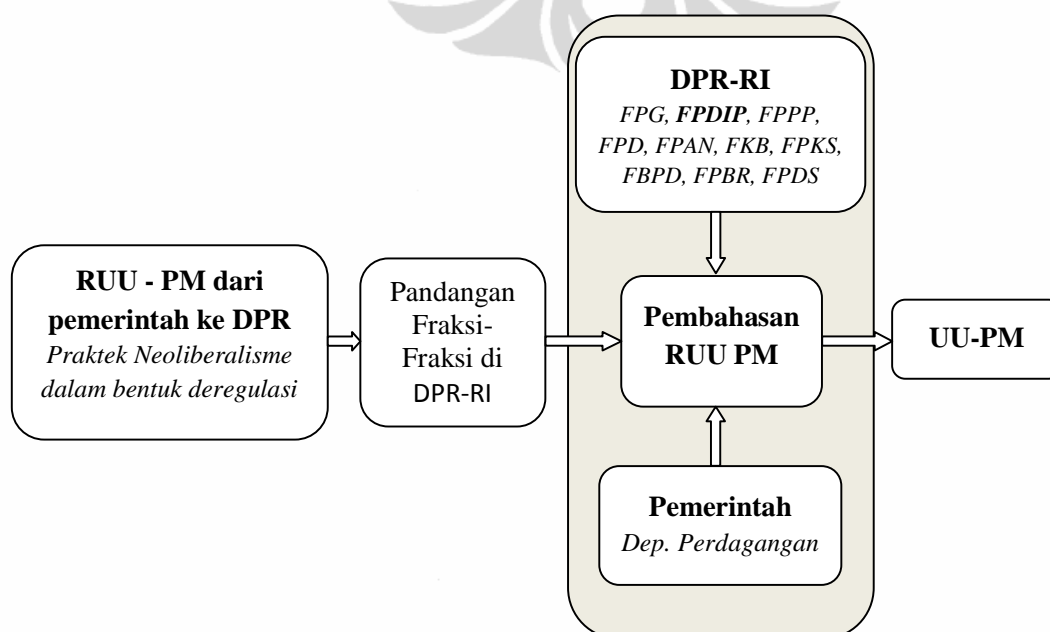 RUU - PM dari
pemerintah ke DPR
Praktek Neoliberalisme
dalam bentuk deregulasi
Pandangan
Fraksi-
Fraksi di
DPR-RI
DPR-RI
FPG, FPDIP, FPPP,
FPD, FPAN, FKB, FPKS,
FBPD, FPBR, FPDS
Pembahasan
RUU PM
Pemerintah
Dep. Perdagangan
UU-PM